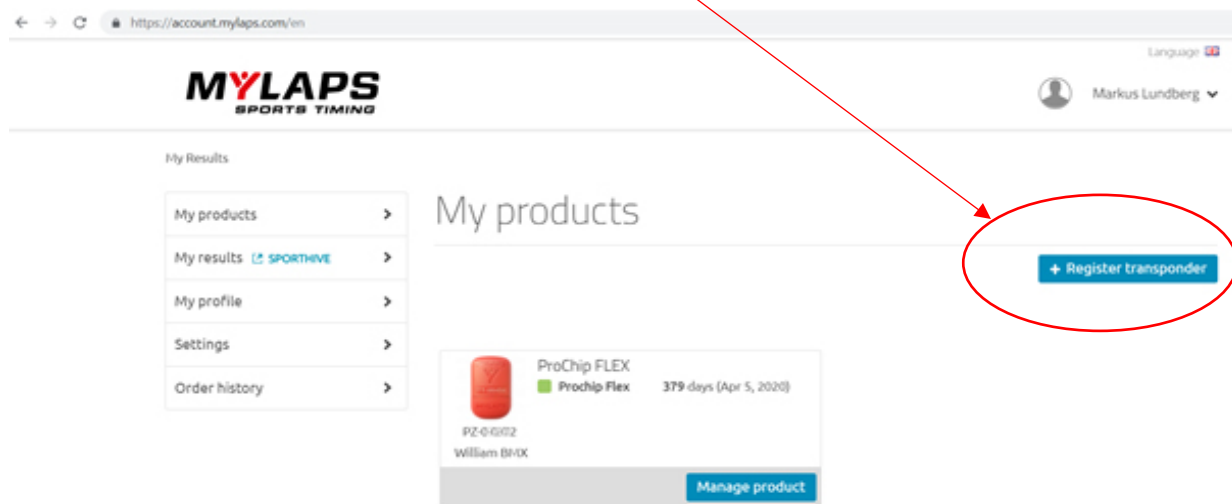 https://account.mylaps.com/en
Language
MYLAPS
SPORTS TIMING
Markus Lundberg
My Results
My products
My results SPORTHIVE
My profile
Settings
Order history
My products
+ Register transponder
ProChip FLEX
Prochip Flex 379 days (Apr 5, 2020)
William BMX
Manage product